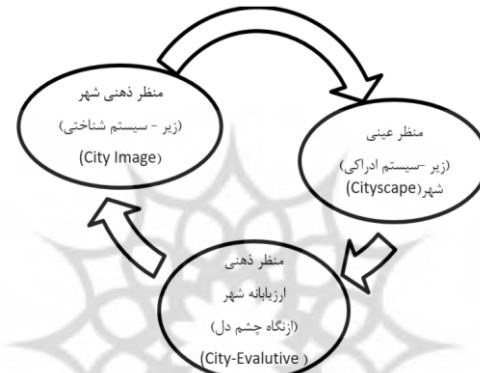 منظر ذهنی شهر
(زیر - سیستم شناختی)
(City Image)
منظر عینی
(زیر -سیستم ادراکی)
شهر(Cityscape)
منظر ذهنی
ارزیابانه شهر
(ازنگاه چشم دل)
(City-Evalutive )